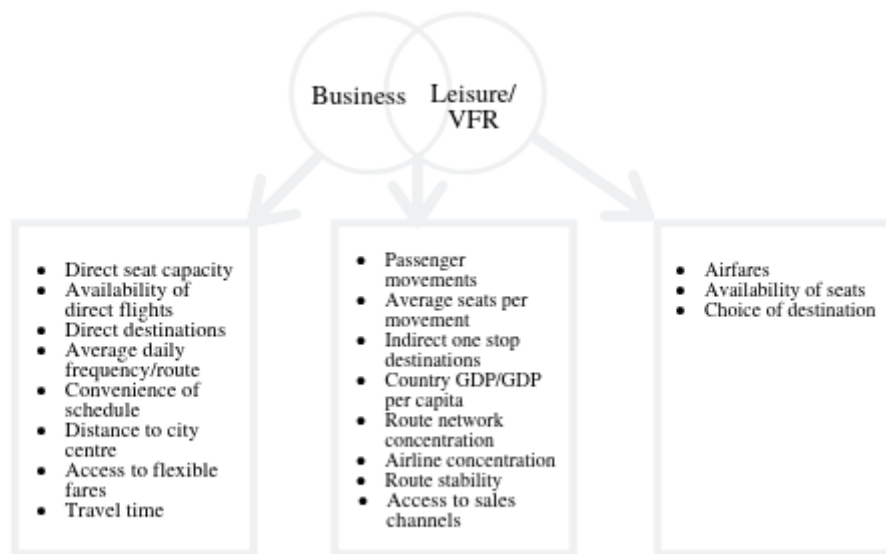 Business
Leisure/
VFR
• Direct seat capacity
• Availability of
direct flights
• Direct destinations
• Average daily
frequency/route
• Convenience of
schedule
• Distance to city
centre
• Access to flexible
fares
• Travel time
• Passenger
movements
• Average seats per
movement
• Indirect one stop
destinations
• Country GDP/GDP
per capita
• Route network
concentration
• Airline concentration
• Route stability
• Access to sales
channels
• Airfares
• Availability of seats
• Choice of destination